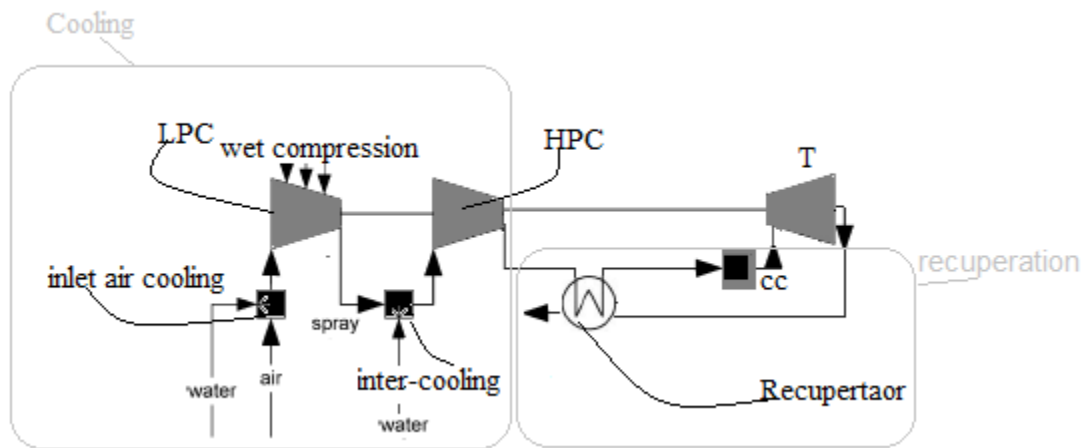 Cooling
LPC
wet compression
HPC
T
inlet air cooling
recuperation
cc
spray
water
air
inter-cooling
Recupertaor
water